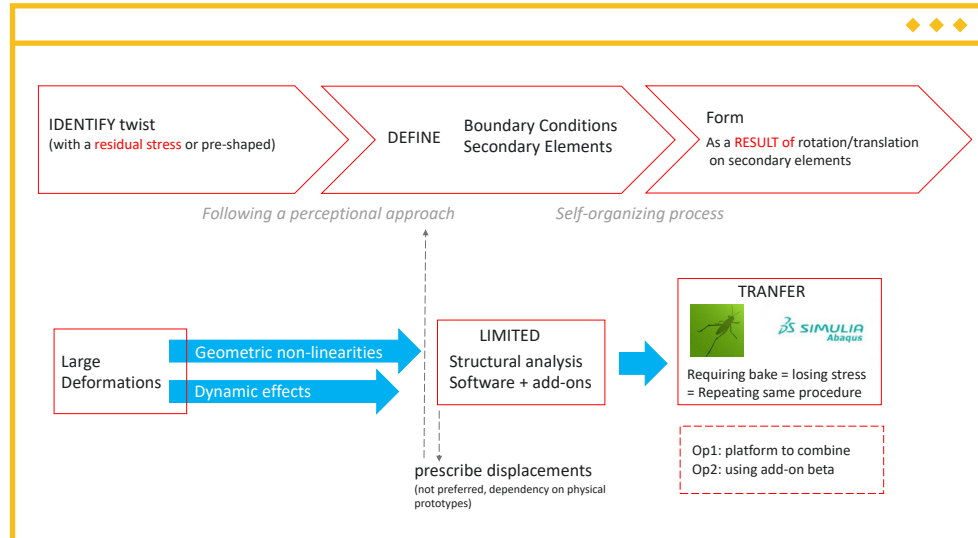 IDENTIFY twist
(with a residual stress or pre-shaped)
DEFINE
Boundary Conditions
Secondary Elements
Form
As a RESULT of rotation/translation
on secondary elements
Following a perceptional approach
Self-organizing process
Large
Deformations
Geometric non-linearities
Dynamic effects
LIMITED
Structural analysis
Software + add-ons
prescribe displacements
(not preferred, dependency on physical
prototypes)
TRANFER
SIMULIA
Abaqus
Requiring bake = losing stress
= Repeating same procedure
Op1: platform to combine
Op2: using add-on beta